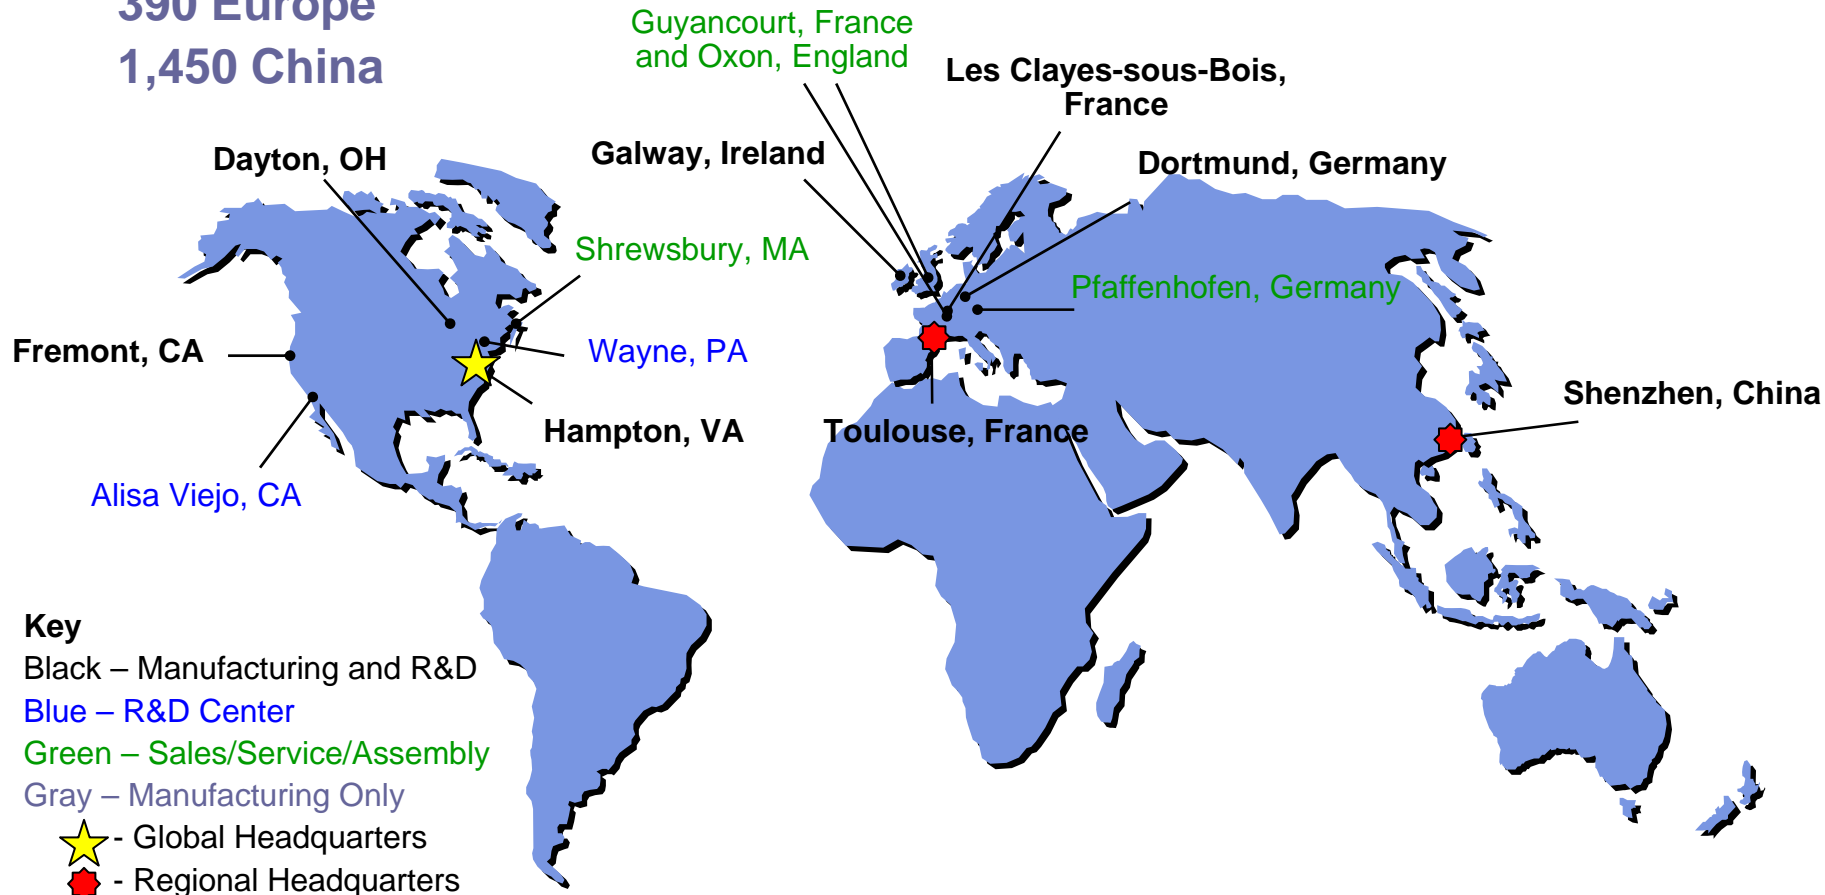 390 Europe
1,450 China
Guyancourt, France
and Oxon, England
Les Clayes-sous-Bois,
France
Dayton, OH
Galway, Ireland
Dortmund, Germany
Shrewsbury, MA
Pfaffenhofen, Germany
Fremont, CA
Wayne, PA
Shenzhen, China
Hampton, VA
Toulouse, France
Alisa Viejo, CA
Key
Black – Manufacturing and R&D
Blue – R&D Center
Green – Sales/Service/Assembly
Gray – Manufacturing Only
- Global Headquarters
- Regional Headquarters